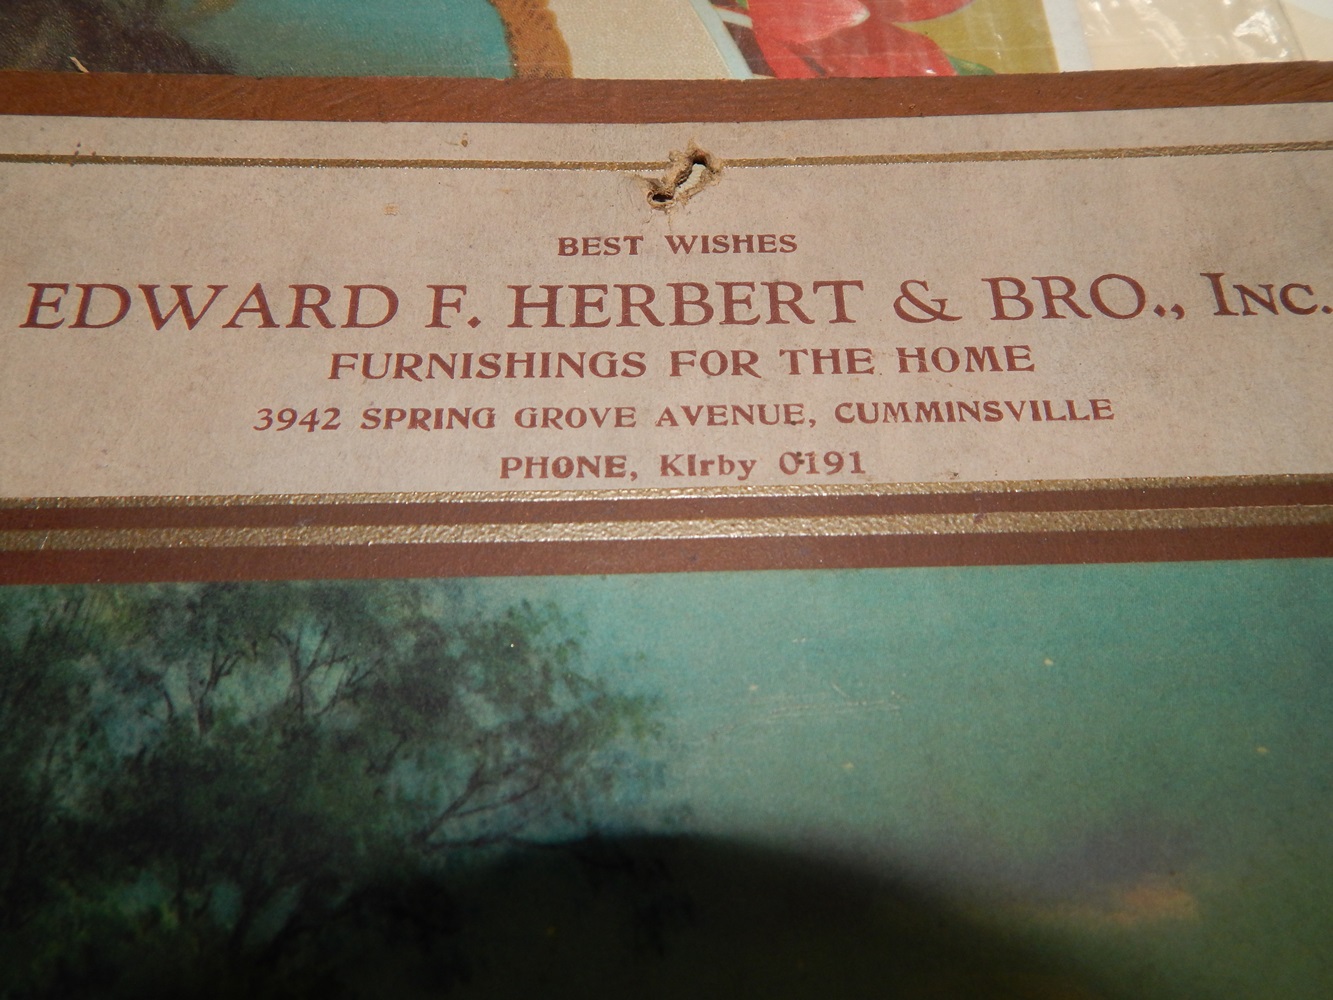 BEST WISHES
EDWARD F. HERBERT & BRO., INC.
FURNISHINGS FOR THE HOME
3942 SPRING GROVE AVENUE, CUMMINSVILLE
PHONE, KIrby 0191